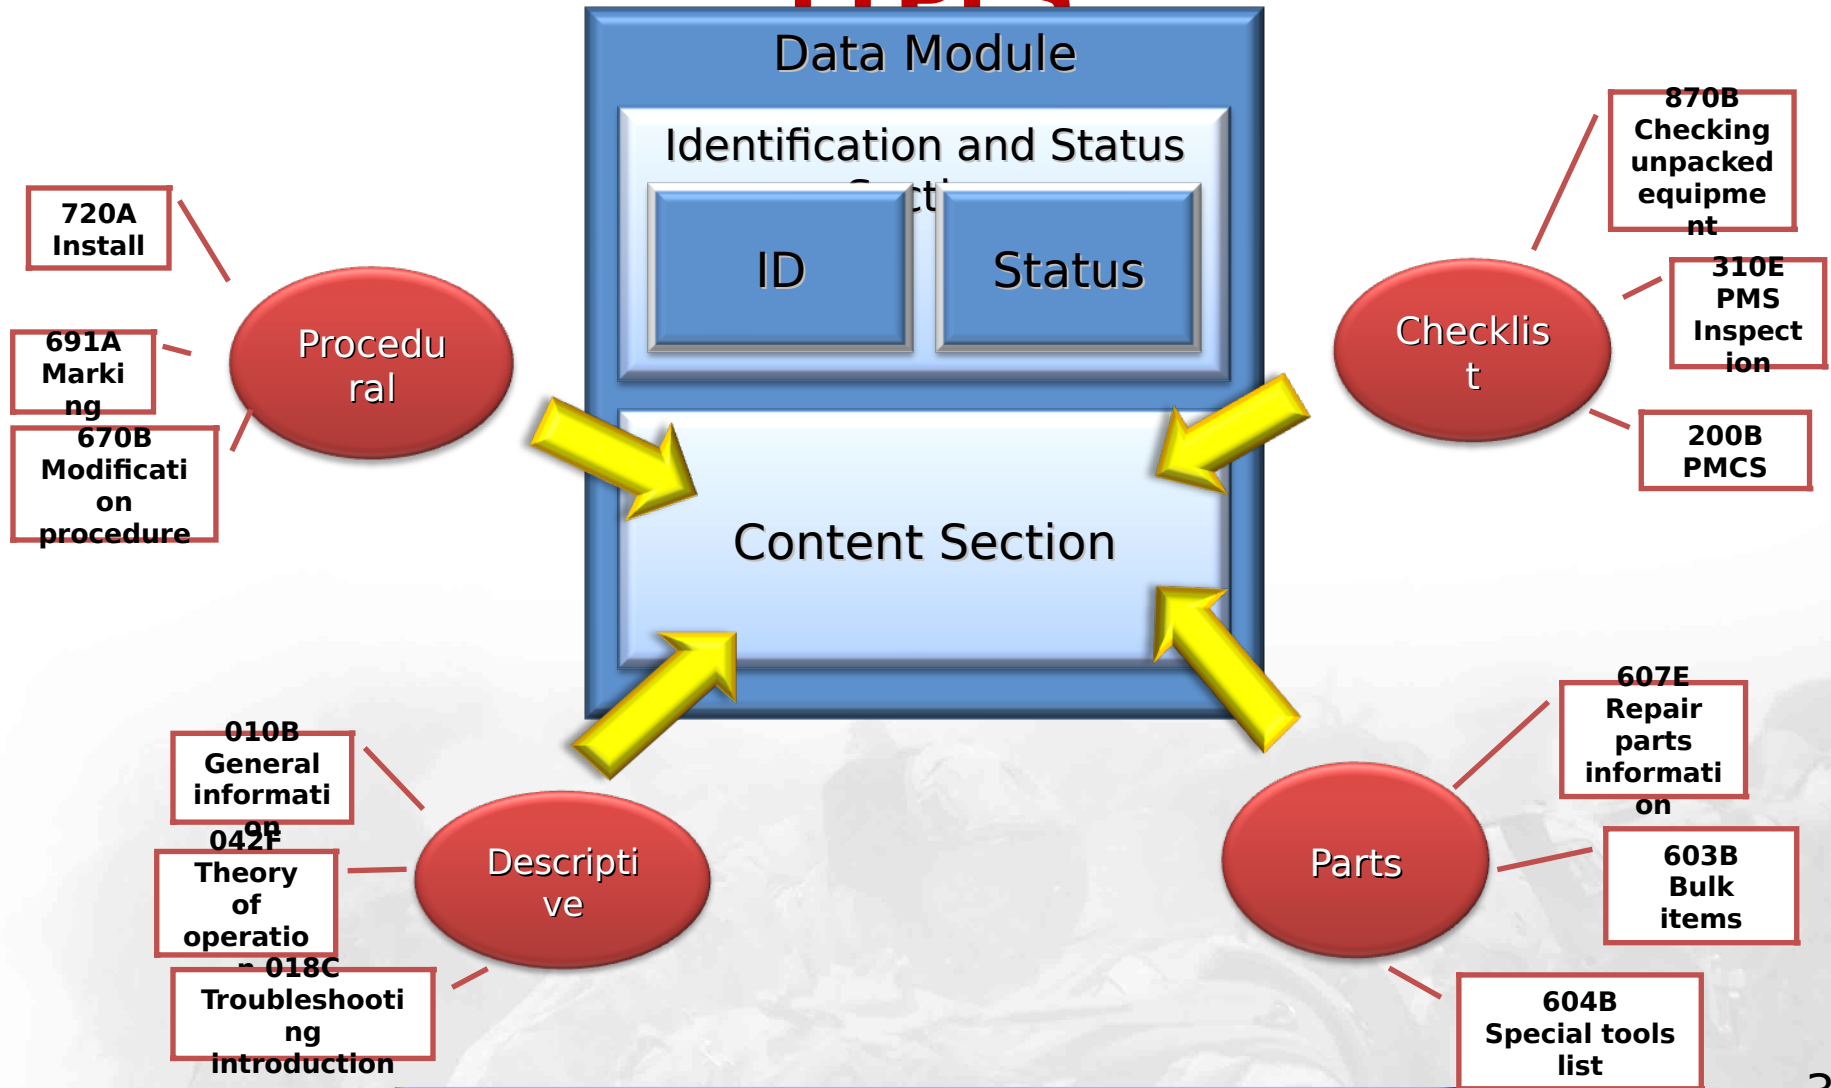 Data Module
Identification and Status
Section
ID
Status
Content Section
Procedu
ral
720A
Install
691A
Marki
ng
670B
Modificati
on
procedure
Checklis
t
870B
Checking
unpacked
equipme
nt
310E
PMS
Inspect
ion
200B
PMCS
Descripti
ve
010B
General
informati
on
042F
Theory
of
operatio
n
018C
Troubleshooti
ng
introduction
Parts
607E
Repair
parts
informati
on
603B
Bulk
items
604B
Special tools
list